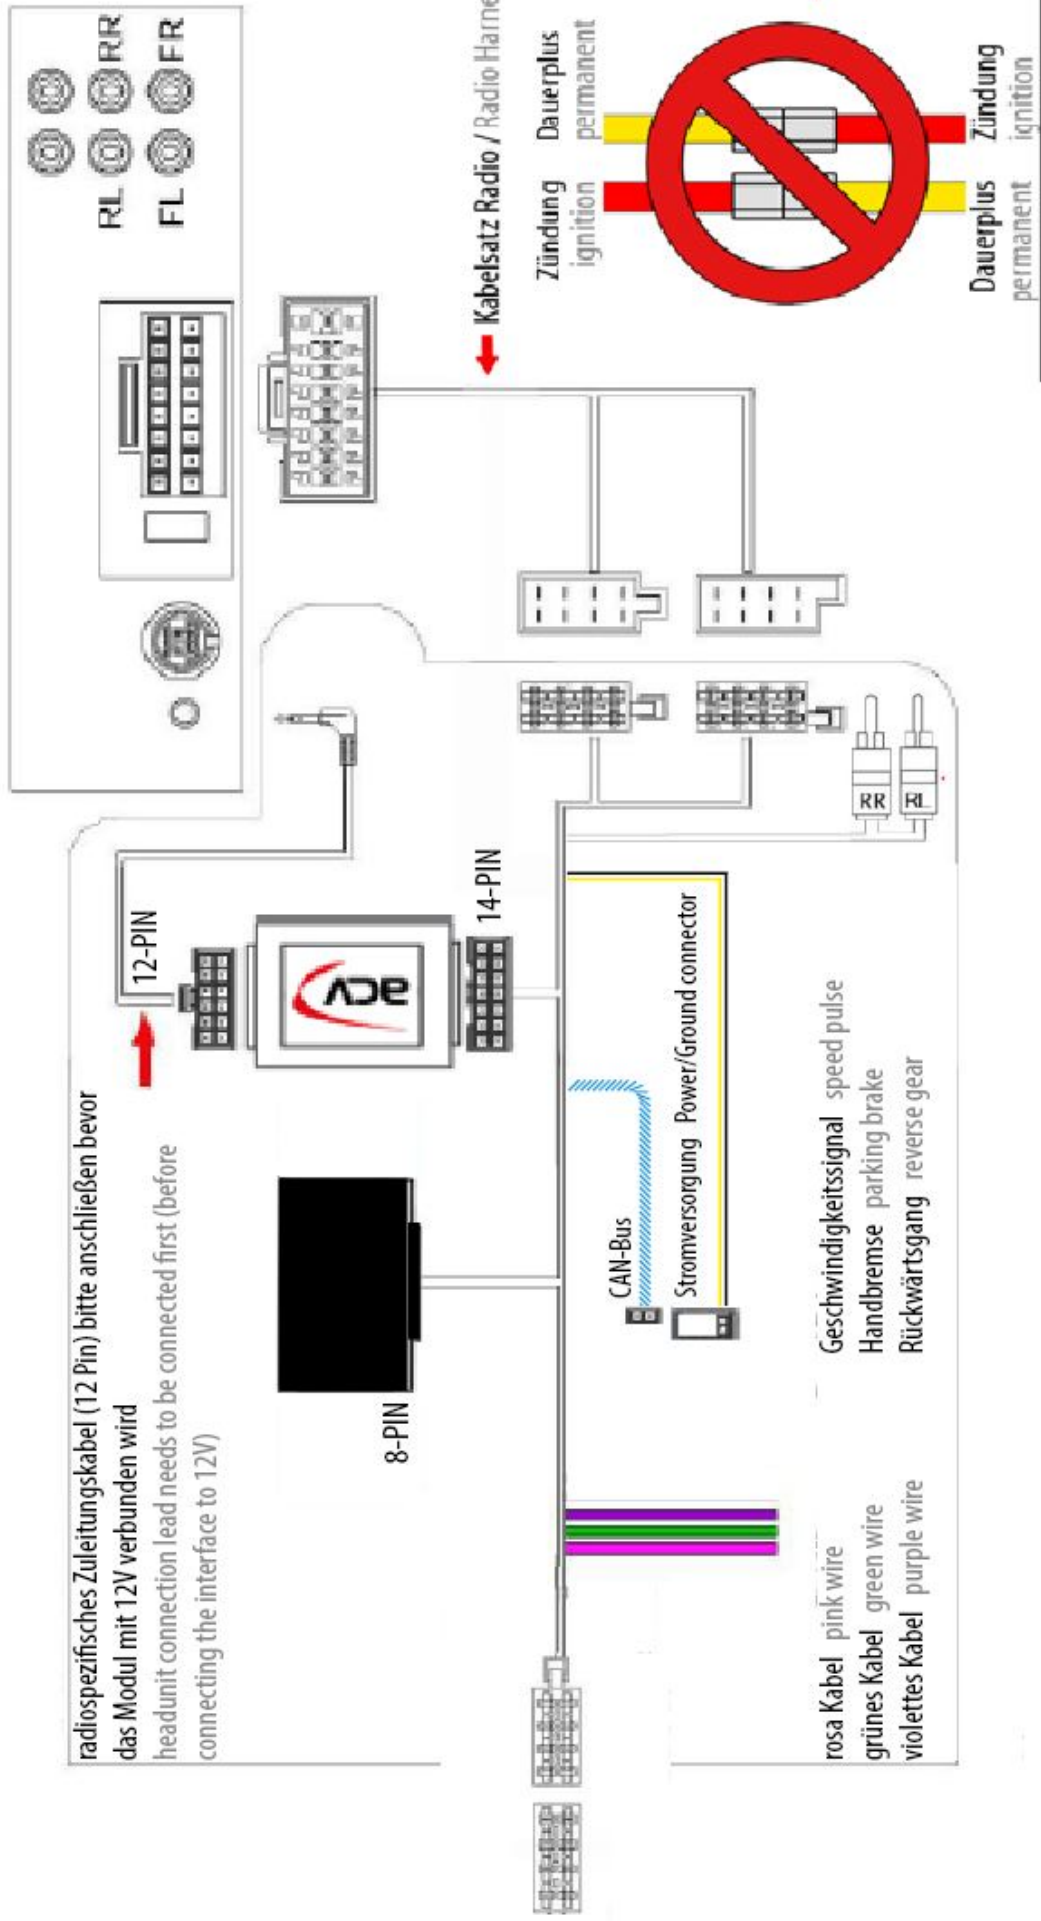 radiospezifisches Zuleitungskabel (12 Pin) bitte anschließen bevor
das Modul mit 12V verbunden wird
headunit connection lead needs to be connected first (before
connecting the interface to 12V)
12-PIN
acv
14-PIN
8-PIN
CAN-Bus
Stromversorgung Power/Ground connector
rosa Kabel pink wire
Geschwindigkeitssignal speed pulse
grünes Kabel green wire
Handbremse parking brake
violettes Kabel purple wire
Rückwärtsgang reverse gear
RR
RL
RL RR
FL FR
Kabelsatz Radio / Radio Harne
Zündung Dauerplus
ignition permanent
Dauerplus Zündung
permanent ignition